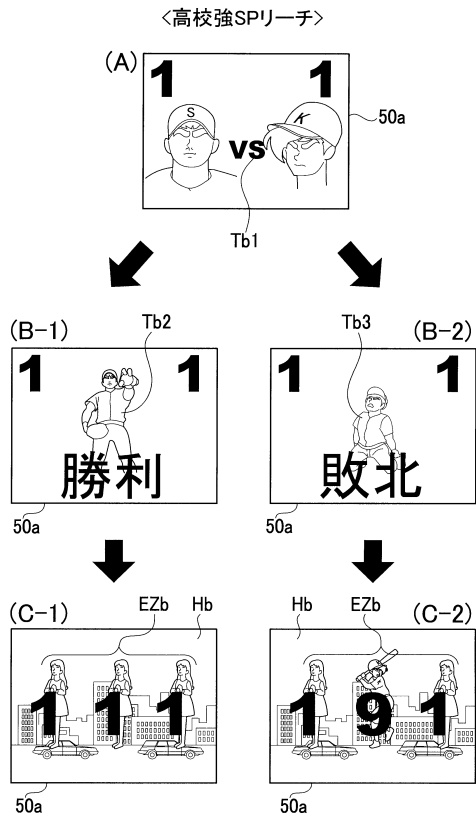 <高校強SPリーチ>
(A)
1 1
S
K
VS
50a
Tb1
(B-1) Tb2
1 1
勝利
50a
Tb3 (B-2)
1 1
敗北
50a
(C-1) EZb Hb
1 1 1
50a
Hb EZb (C-2)
1 9 1
50a